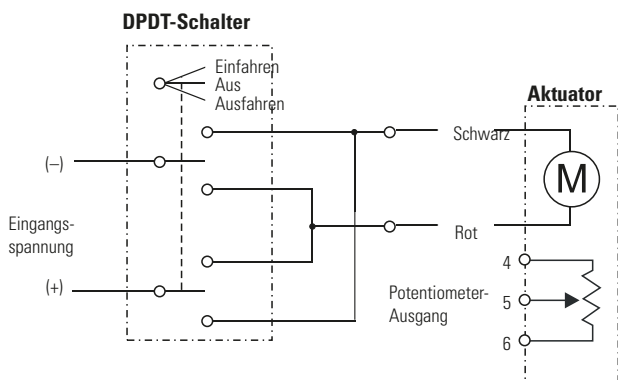 DPDT-Schalter
Einfahren
Aus
Ausfahren
Aktuator
Schwarz
(–)
M
Eingangs-
spannung
Rot
4
(+)
Potentiometer-
Ausgang
5
6